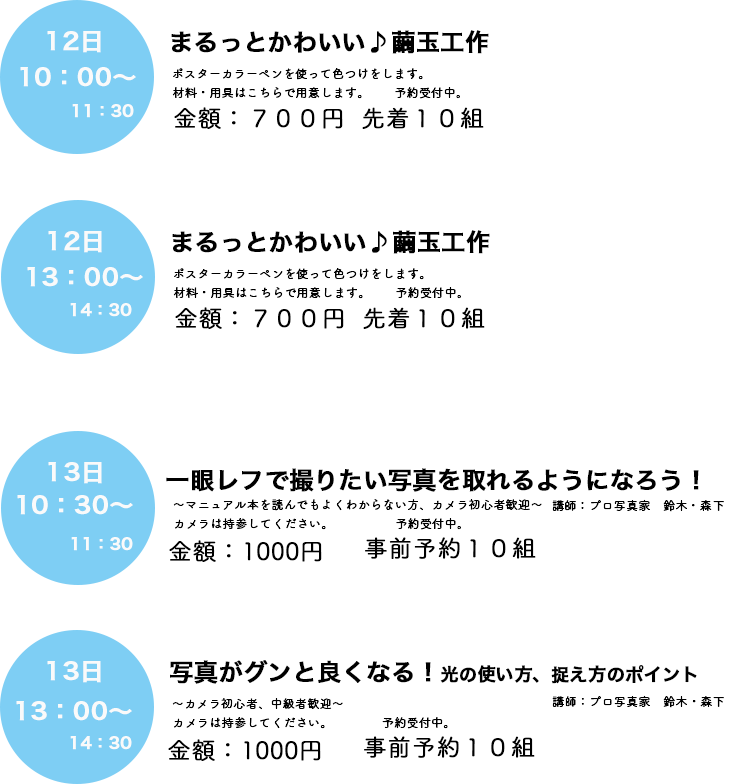 12日
10：00〜
11：30
まるっとかわいい♪繭玉工作
ポスターカラーペンを使って色つけをします。
材料・用具はこちらで用意します。　　予約受付中。
金額：７００円 先着１０組
12日
13：00〜
14：30
まるっとかわいい♪繭玉工作
ポスターカラーペンを使って色つけをします。
材料・用具はこちらで用意します。　　予約受付中。
金額：７００円 先着１０組
13日
10：30〜
11：30
一眼レフで撮りたい写真を取れるようになろう！
〜マニュアル本を読んでもよくわからない方、カメラ初心者歓迎〜 講師：プロ写真家　鈴木・森下
カメラは持参してください。　　予約受付中。
金額：1000円　事前予約１０組
13日
13：00〜
14：30
写真がグンと良くなる！光の使い方、捉え方のポイント
〜カメラ初心者、中級者歓迎〜　講師：プロ写真家　鈴木・森下
カメラは持参してください。　　予約受付中。
金額：1000円　事前予約１０組